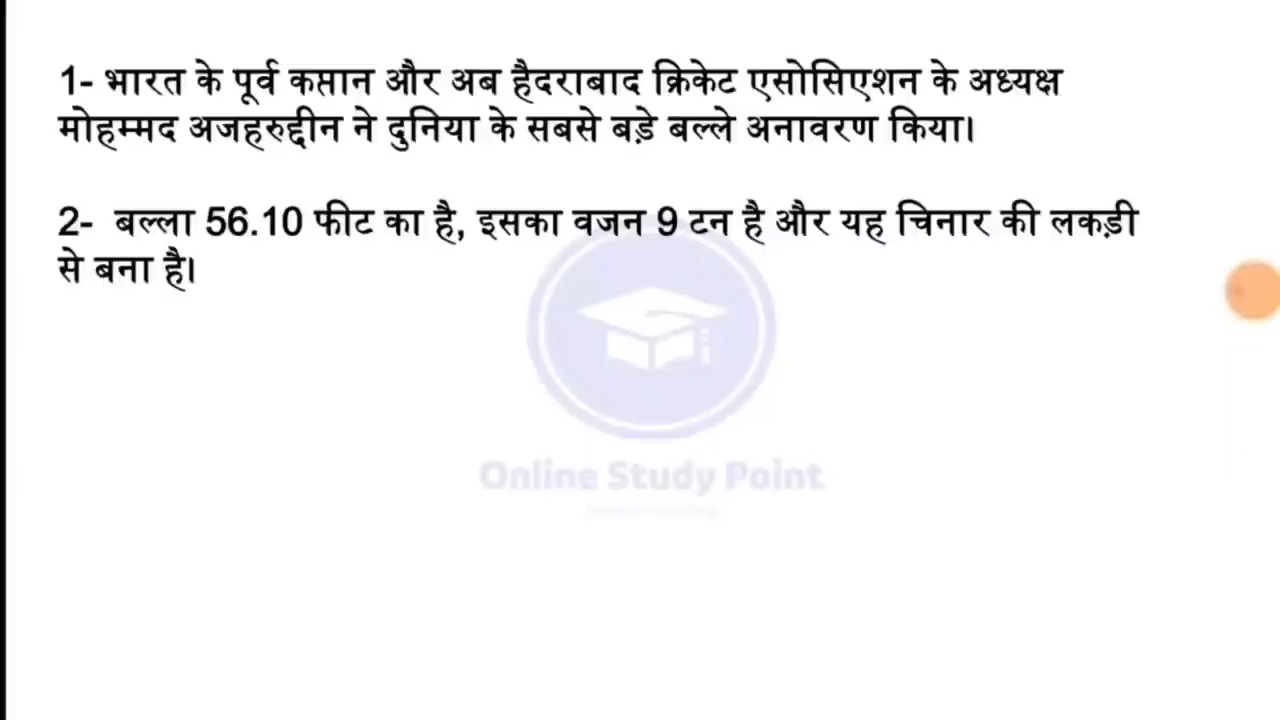 1- भारत के पूर्व कप्तान और अब हैदराबाद क्रिकेट एसोसिएशन के अध्यक्ष
मोहम्मद अजहरुद्दीन ने दुनिया के सबसे बड़े बल्ले अनावरण किया।
2- बल्ला 56.10 फीट का है, इसका वजन 9 टन है और यह चिनार की लकड़ी
से बना है।
Online Study Point